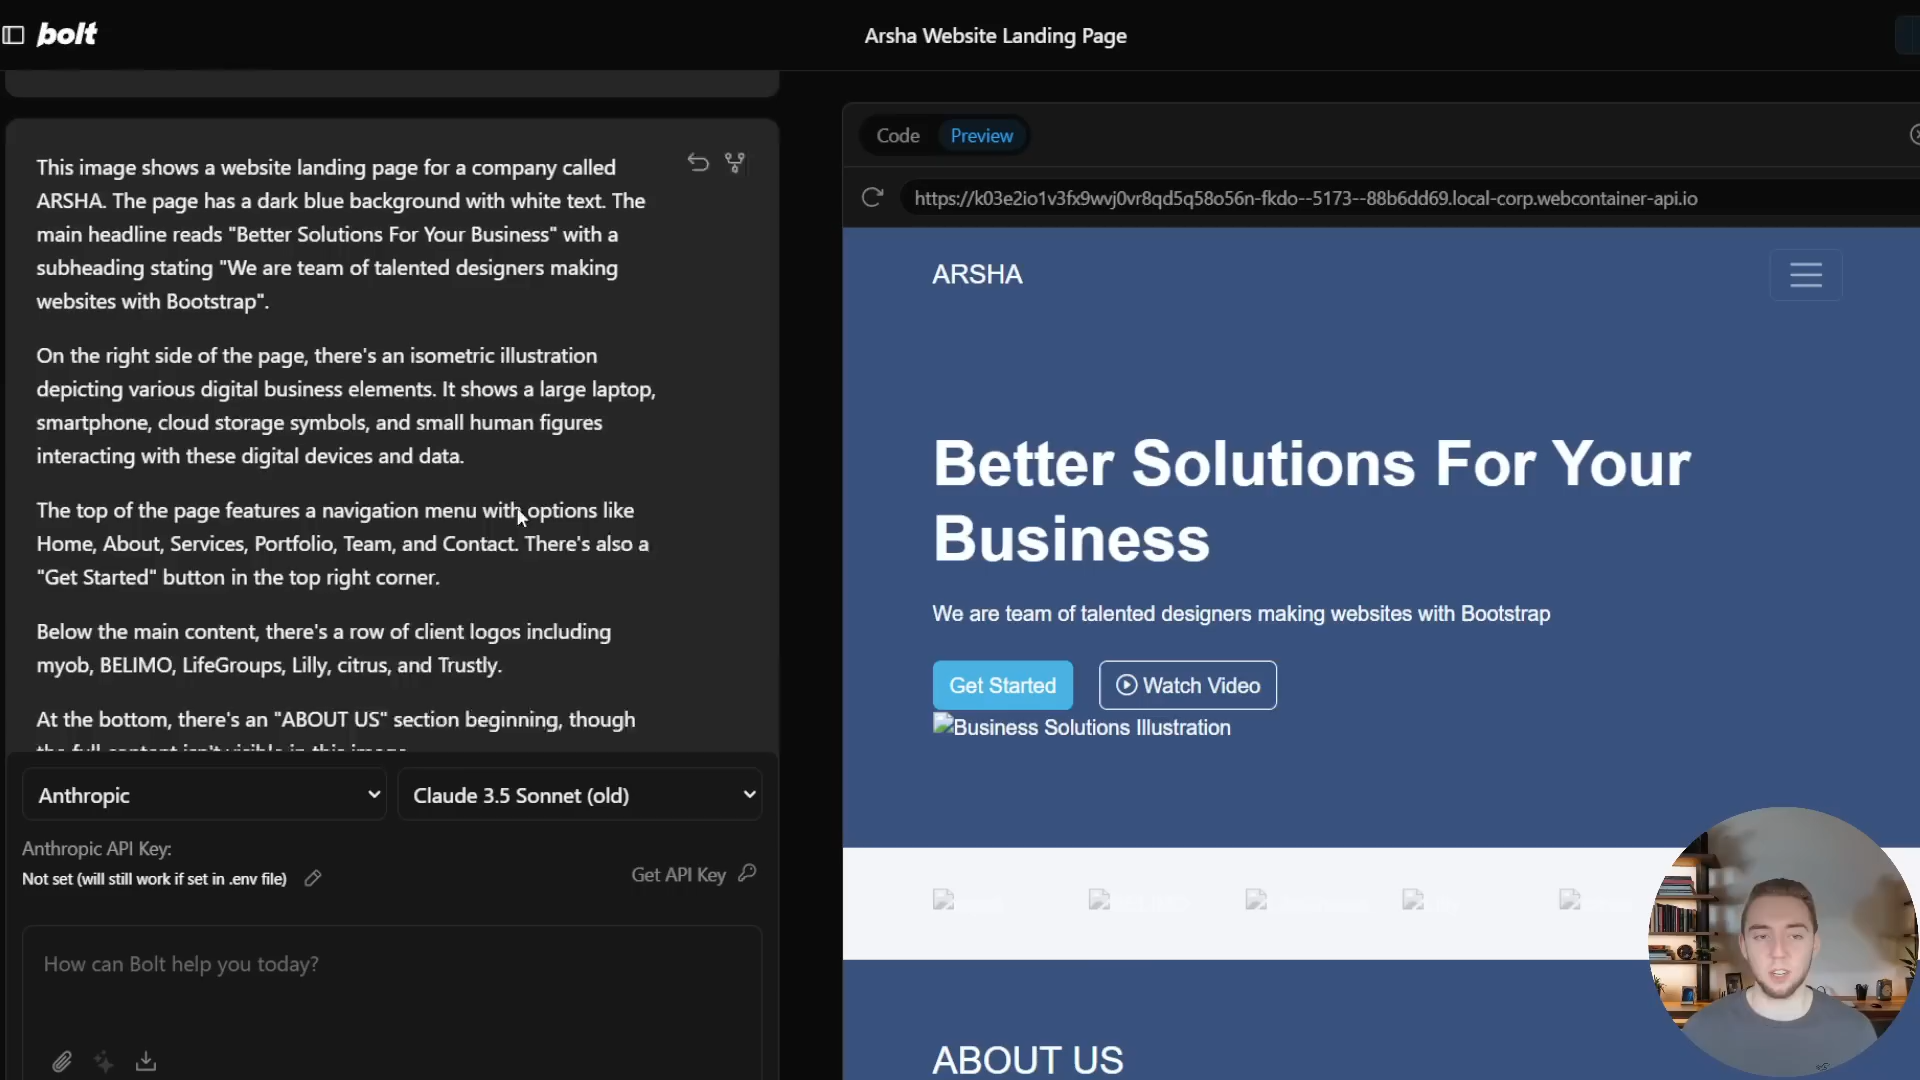 bolt
Arsha Website Landing Page
This image shows a website landing page for a company called
ARSHA. The page has a dark blue background with white text. The
main headline reads "Better Solutions For Your Business" with a
subheading stating "We are team of talented designers making
websites with Bootstrap".
On the right side of the page, there's an isometric illustration
depicting various digital business elements. It shows a large laptop,
smartphone, cloud storage symbols, and small human figures
interacting with these digital devices and data.
The top of the page features a navigation menu with options like
Home, About, Services, Portfolio, Team, and Contact. There's also a
"Get Started" button in the top right corner.
Below the main content, there's a row of client logos including
myob, BELIMO, LifeGroups, Lilly, citrus, and Trustly.
At the bottom, there's an "ABOUT US" section beginning, though
the full content isn't visible in this image.
Anthropic
Claude 3.5 Sonnet (old)
Anthropic API Key:
Not set (will still work if set in .env file)
Get API Key
How can Bolt help you today?
Code
Preview
https://k03e2io1v3fx9wvj0vr8qd5q58o56n-fkdo--5173--88b6dd69.local-corp.webcontainer-api.io
ARSHA
Better Solutions For Your
Business
We are team of talented designers making websites with Bootstrap
Get Started
Watch Video
Business Solutions Illustration
ABOUT US